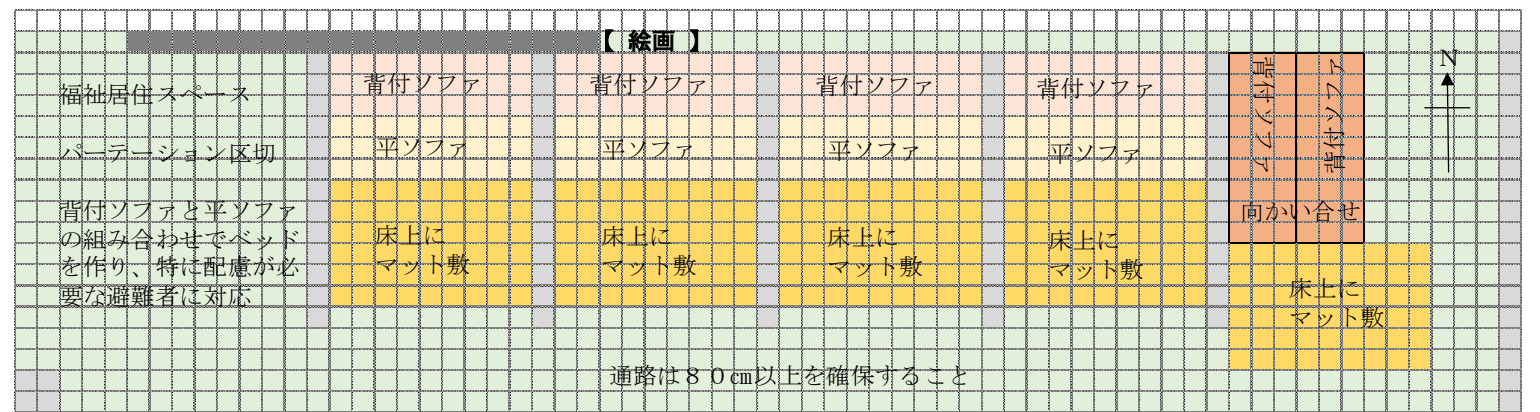 【 絵画 】
N
福祉居住スペース
背付ソファ
背付ソファ
背付ソファ
背付ソファ
背付ソファ
背付ソファ
パーテーション区切
平ソファ
平ソファ
平ソファ
平ソファ
背付ソファと平ソファ
の組み合わせでベッド
を作り、特に配慮が必
要な避難者に対応
床上に
マット敷
床上に
マット敷
床上に
マット敷
床上に
マット敷
向かい合せ
床上に
マット敷
通路は８０㎝以上を確保すること